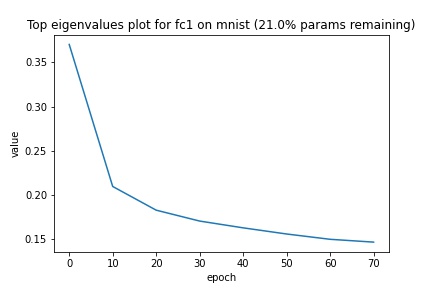 Top eigenvalues plot for fc1 on mnist (21.0% params remaining)
0.35
0.30
0.25
0.20
0.15
value
0 10 20 30 40 50 60 70
epoch